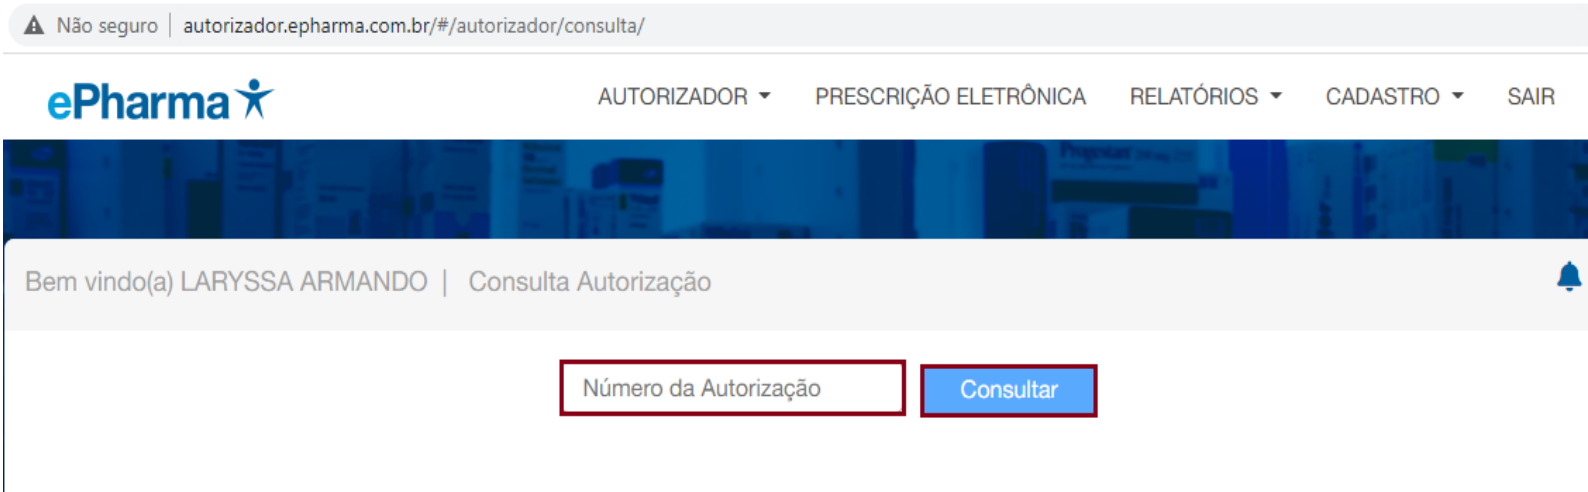 Não seguro | autorizador.epharma.com.br/#/autorizador/consulta/
ePharma AUTORIZADOR PRESCRIÇÃO ELETRÔNICA RELATÓRIOS CADASTRO SAIR
Progestan
Bem vindo(a) LARYSSA ARMANDO | Consulta Autorização
Número da Autorização Consultar